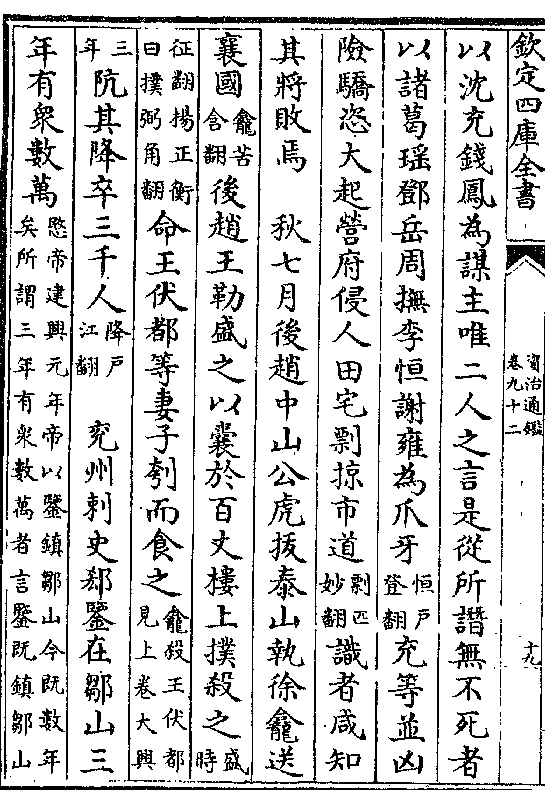 欽定四庫全書
資治通鑑
卷九十二
十九
以沈充錢鳳為謀主唯二人之言是從所譖無不死者
以諸葛瑶鄧岳周撫李恒謝雍為爪牙恒戶登翻充等並凶
險驕恣大起營府侵人田宅剽掠市道剽匹妙翻識者咸知
其將敗焉 秋七月後趙中山公虎拔泰山執徐龕送
襄國龕苦含翻後趙王勒盛之以囊於百丈樓上撲殺之盛時
征翻揚正衡曰撲弼角翻命王伏都等妻子刳而食之龕殺王伏都見上卷大興
三年阬其降卒三千人降戶江翻 兖州刺史郄鑒在鄒山三
年有衆數萬愍帝建興元年帝以鑒鎮鄒山今既數年矣所謂三年有衆數萬者言鑒既鎮鄒山